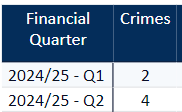 Financial Quarter Crimes
2024/25 - Q1 2
2024/25 - Q2 4